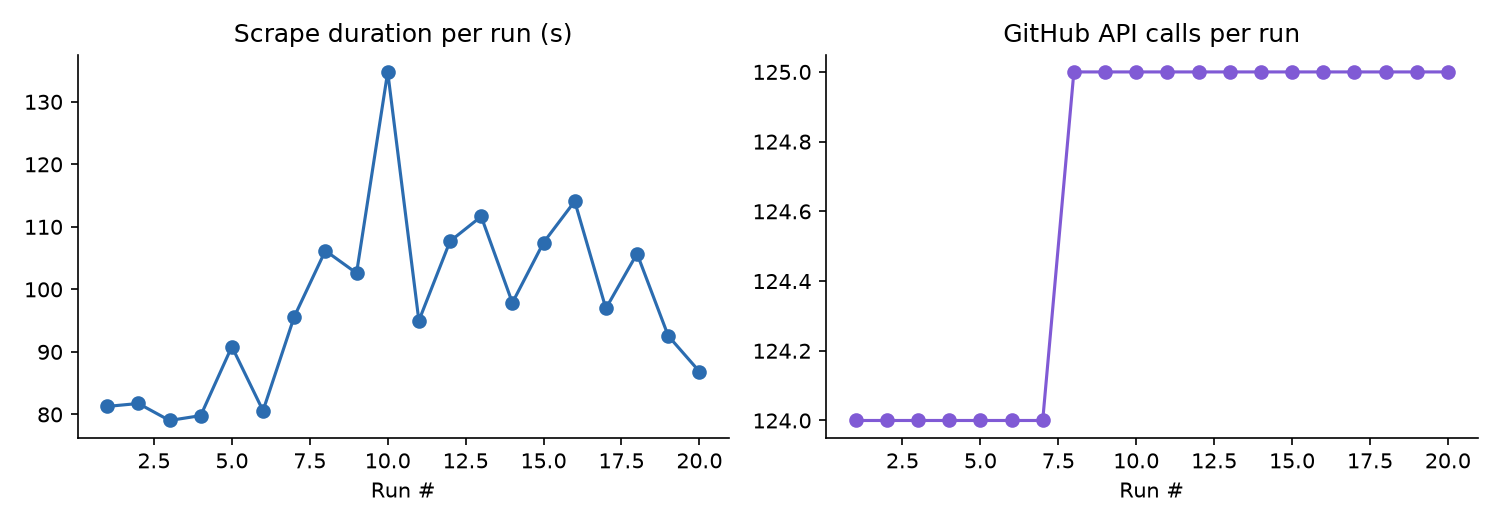 Scrape duration per run (s)
130
120
110
100
90
80
2.5 5.0 7.5 10.0 12.5 15.0 17.5 20.0
Run #
GitHub API calls per run
125.0
124.8
124.6
124.4
124.2
124.0
2.5 5.0 7.5 10.0 12.5 15.0 17.5 20.0
Run #